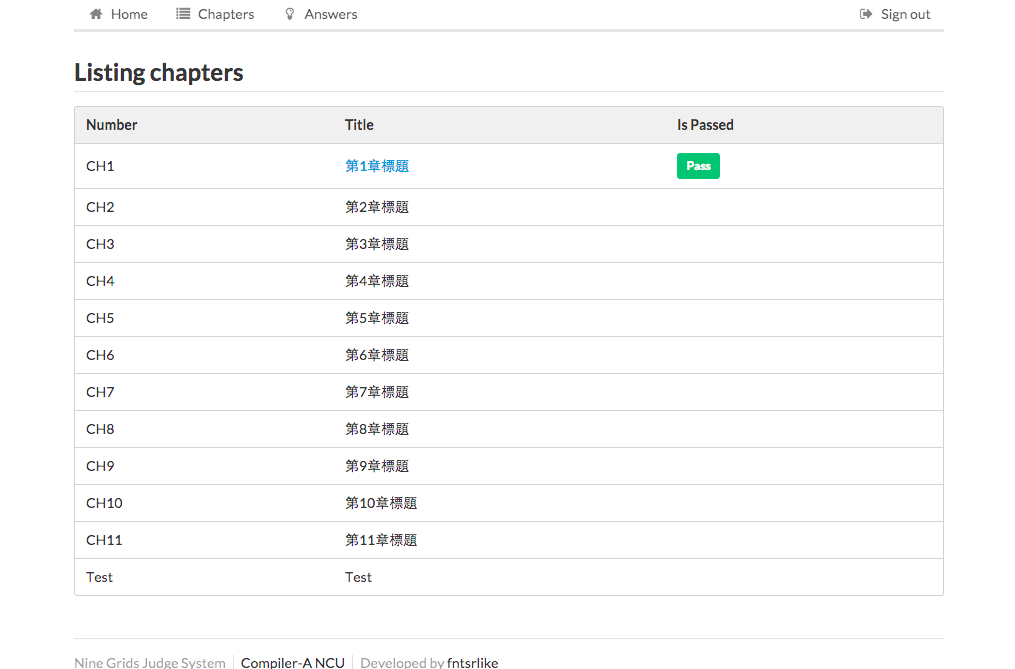 Home Chapters Answers Sign out
Listing chapters
Number Title Is Passed
CH1 第1章標題 Pass
CH2 第2章標題
CH3 第3章標題
CH4 第4章標題
CH5 第5章標題
CH6 第6章標題
CH7 第7章標題
CH8 第8章標題
CH9 第9章標題
CH10 第10章標題
CH11 第11章標題
Test Test
Nine Grids Judge System Compiler-A NCU Developed by fntsrlike